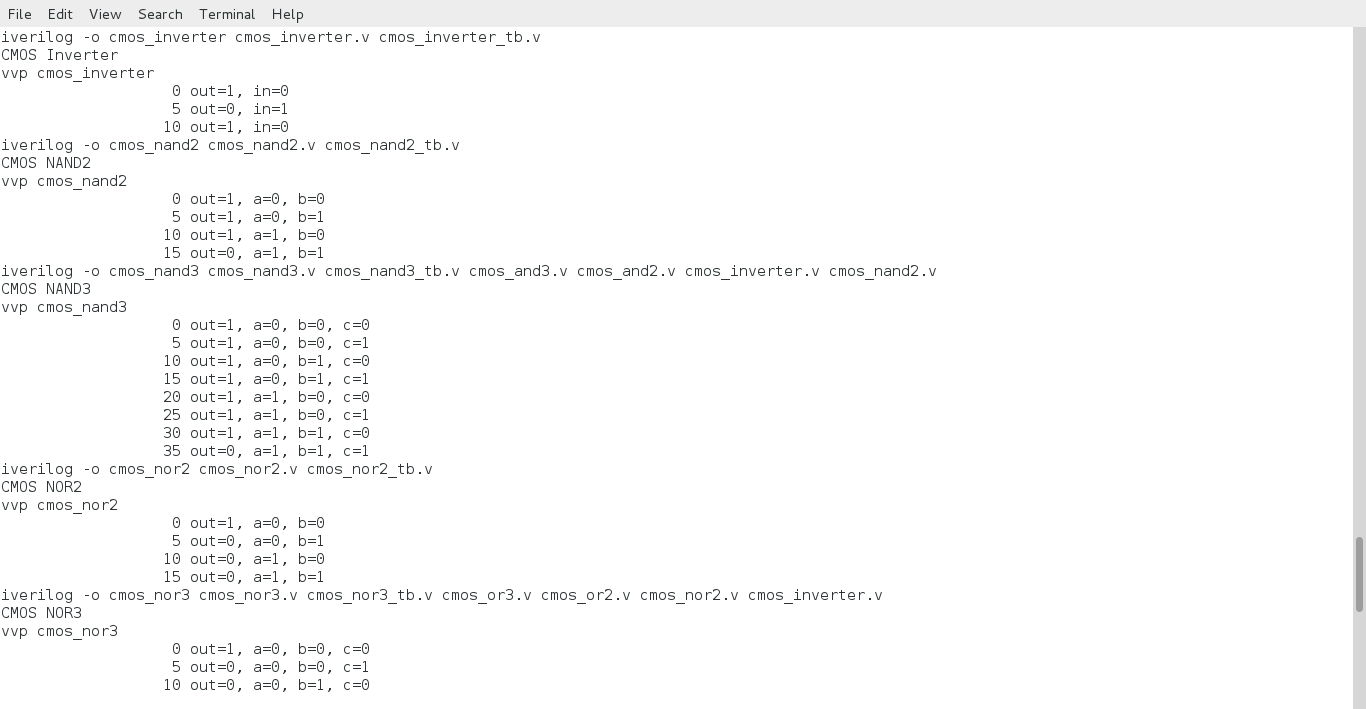 File Edit View Search Terminal Help
iverilog -o cmos_inverter cmos_inverter.v cmos_inverter_tb.v
CMOS Inverter
vvp cmos_inverter
0 out=1, in=0
5 out=0, in=1
10 out=1, in=0
iverilog -o cmos_nand2 cmos_nand2.v cmos_nand2_tb.v
CMOS NAND2
vvp cmos_nand2
0 out=1, a=0, b=0
5 out=1, a=0, b=1
10 out=1, a=1, b=0
15 out=0, a=1, b=1
iverilog -o cmos_nand3 cmos_nand3.v cmos_nand3_tb.v cmos_and3.v cmos_and2.v cmos_inverter.v cmos_nand2.v
CMOS NAND3
vvp cmos_nand3
0 out=1, a=0, b=0, c=0
5 out=1, a=0, b=0, c=1
10 out=1, a=0, b=1, c=0
15 out=1, a=0, b=1, c=1
20 out=1, a=1, b=0, c=0
25 out=1, a=1, b=0, c=1
30 out=1, a=1, b=1, c=0
35 out=0, a=1, b=1, c=1
iverilog -o cmos_nor2 cmos_nor2.v cmos_nor2_tb.v
CMOS NOR2
vvp cmos_nor2
0 out=1, a=0, b=0
5 out=0, a=0, b=1
10 out=0, a=1, b=0
15 out=0, a=1, b=1
iverilog -o cmos_nor3 cmos_nor3.v cmos_nor3_tb.v cmos_or3.v cmos_or2.v cmos_nor2.v cmos_inverter.v
CMOS NOR3
vvp cmos_nor3
0 out=1, a=0, b=0, c=0
5 out=0, a=0, b=0, c=1
10 out=0, a=0, b=1, c=0